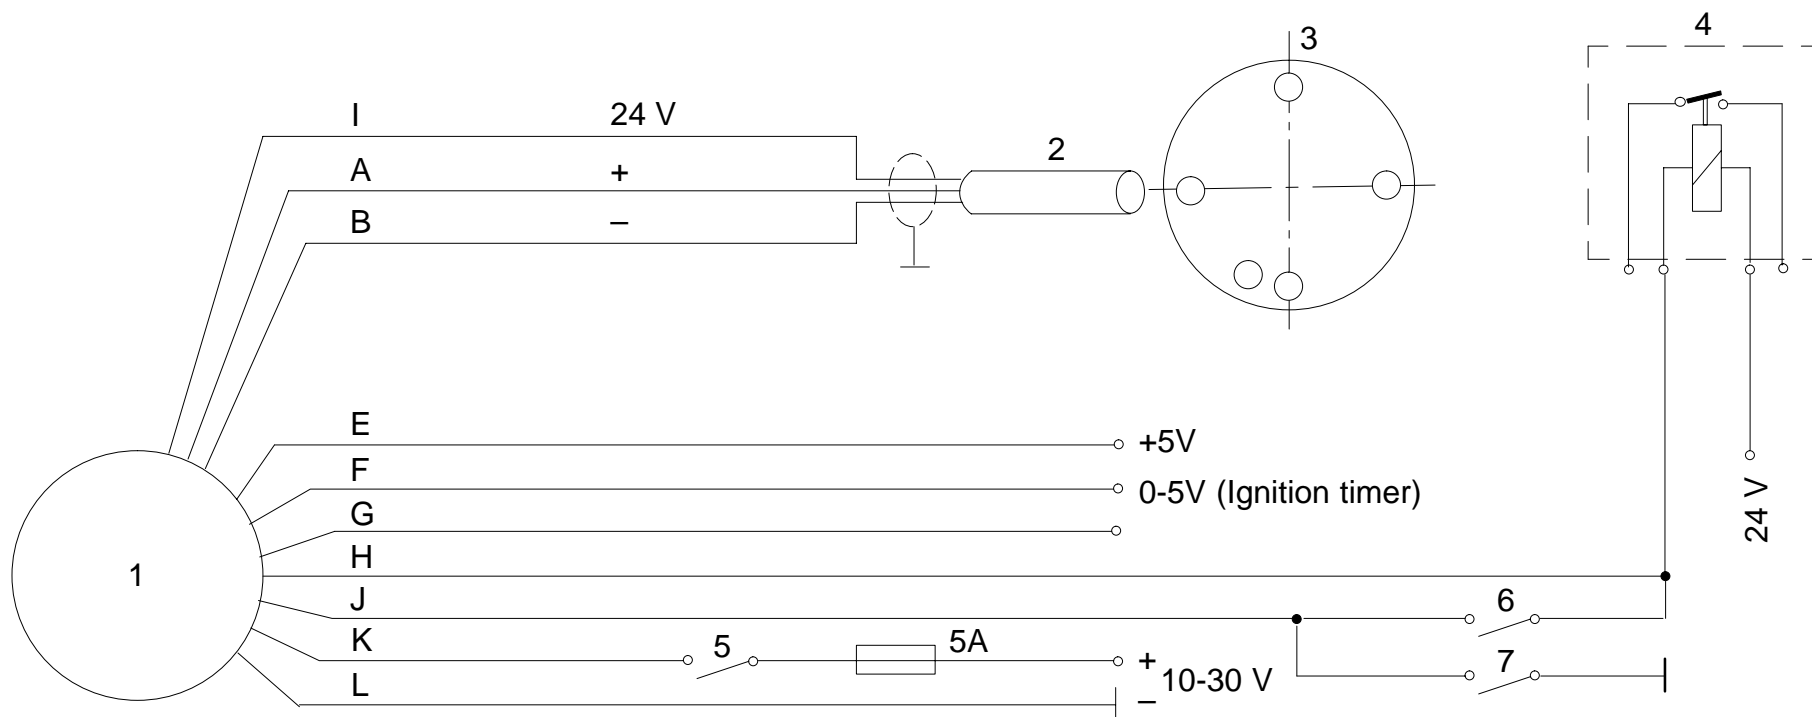 3
4
I 24 V
A +
2
B –
E +5V
F 0-5V (Ignition timer)
G
H
1
24 V
J
6
K 5 5A + 10-30 V
7
L –